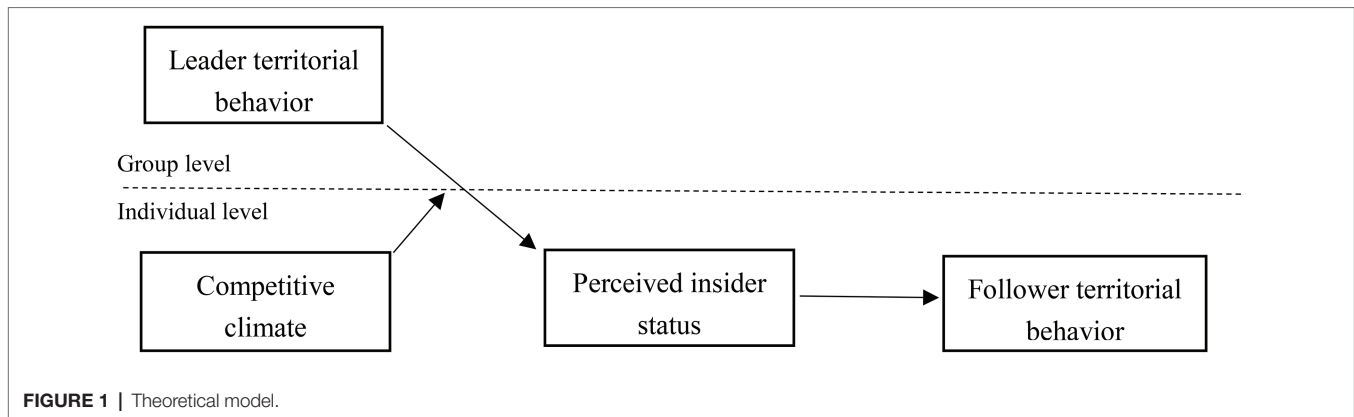 Leader territorial
behavior
Group level
Individual level
Competitive
climate
Perceived insider
status
Follower territorial
behavior
FIGURE 1 | Theoretical model.